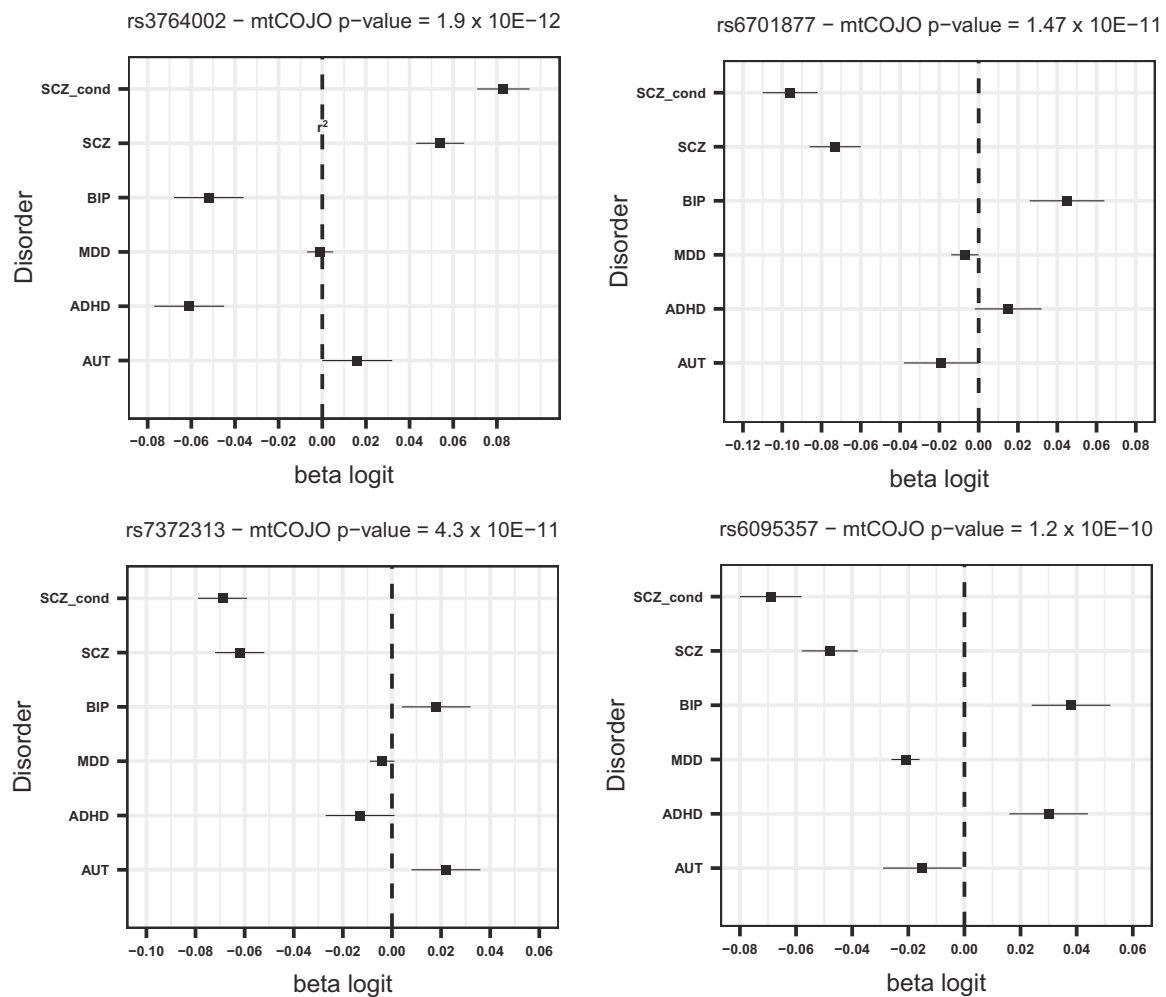 rs3764002 − mtCOJO p−value = 1.9 x 10E−12
SCZ_cond
r²
SCZ
BIP
MDD
ADHD
AUT
Disorder
−0.08 −0.06 −0.04 −0.02 0.00 0.02 0.04 0.06 0.08
beta logit
rs6701877 − mtCOJO p−value = 1.47 x 10E−11
SCZ_cond
SCZ
BIP
MDD
ADHD
AUT
Disorder
−0.12 −0.10 −0.08 −0.06 −0.04 −0.02 0.00 0.02 0.04 0.06 0.08
beta logit
rs7372313 − mtCOJO p−value = 4.3 x 10E−11
SCZ_cond
SCZ
BIP
MDD
ADHD
AUT
Disorder
−0.10 −0.08 −0.06 −0.04 −0.02 0.00 0.02 0.04 0.06
beta logit
rs6095357 − mtCOJO p−value = 1.2 x 10E−10
SCZ_cond
SCZ
BIP
MDD
ADHD
AUT
Disorder
−0.08 −0.06 −0.04 −0.02 0.00 0.02 0.04 0.06
beta logit